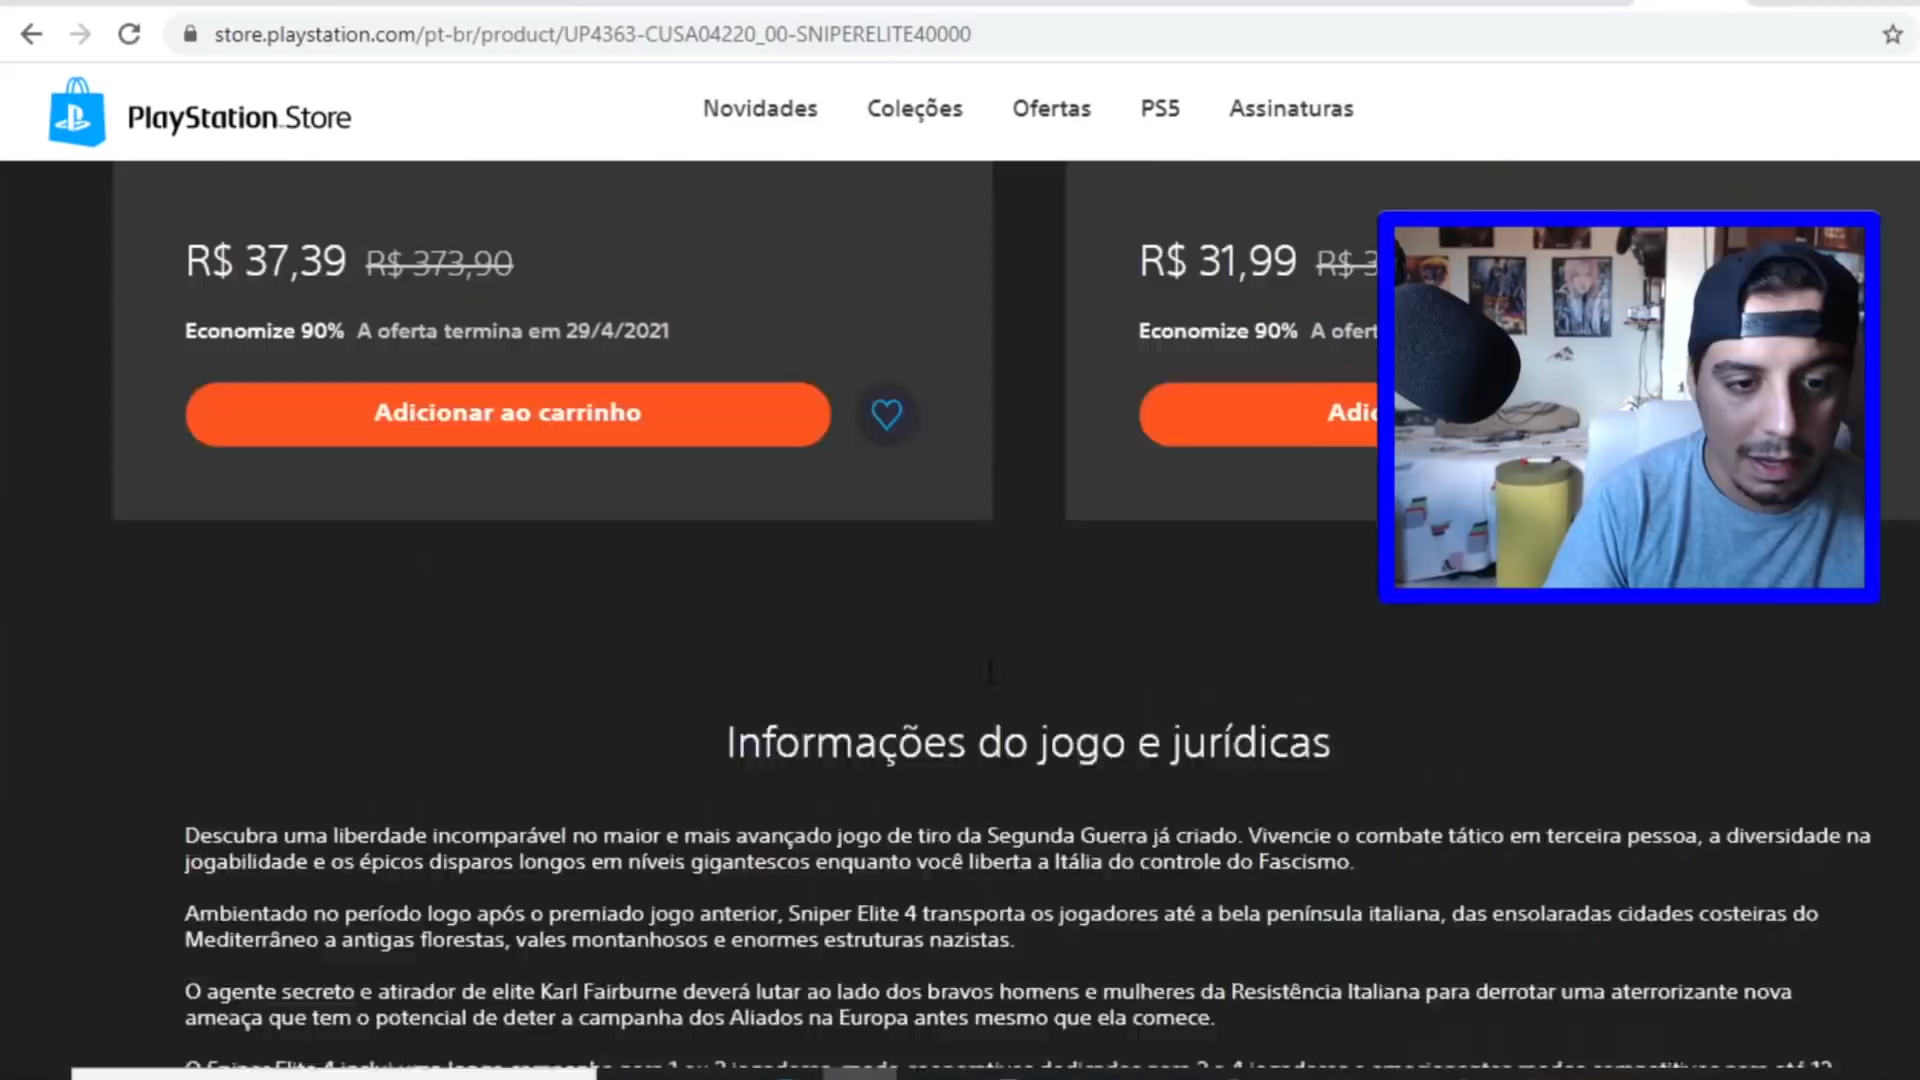 store.playstation.com/pt-br/product/UP4363-CUSA04220_00-SNIPERELITE40000
PlayStation Store
Novidades Coleções Ofertas PS5 Assinaturas
R$ 37,39 R$ 373,90
Economize 90% A oferta termina em 29/4/2021
Adicionar ao carrinho
R$ 31,99 R$ 3
Economize 90% A ofert
Adic
Informações do jogo e jurídicas
Descubra uma liberdade incomparável no maior e mais avançado jogo de tiro da Segunda Guerra já criado. Vivencie o combate tático em terceira pessoa, a diversidade na
jogabilidade e os épicos disparos longos em níveis gigantescos enquanto você liberta a Itália do controle do Fascismo.
Ambientado no período logo após o premiado jogo anterior, Sniper Elite 4 transporta os jogadores até a bela península italiana, das ensolaradas cidades costeiras do
Mediterrâneo a antigas florestas, vales montanhosos e enormes estruturas nazistas.
O agente secreto e atirador de elite Karl Fairburne deverá lutar ao lado dos bravos homens e mulheres da Resistência Italiana para derrotar uma aterrorizante nova
ameaça que tem o potencial de deter a campanha dos Aliados na Europa antes mesmo que ela comece.